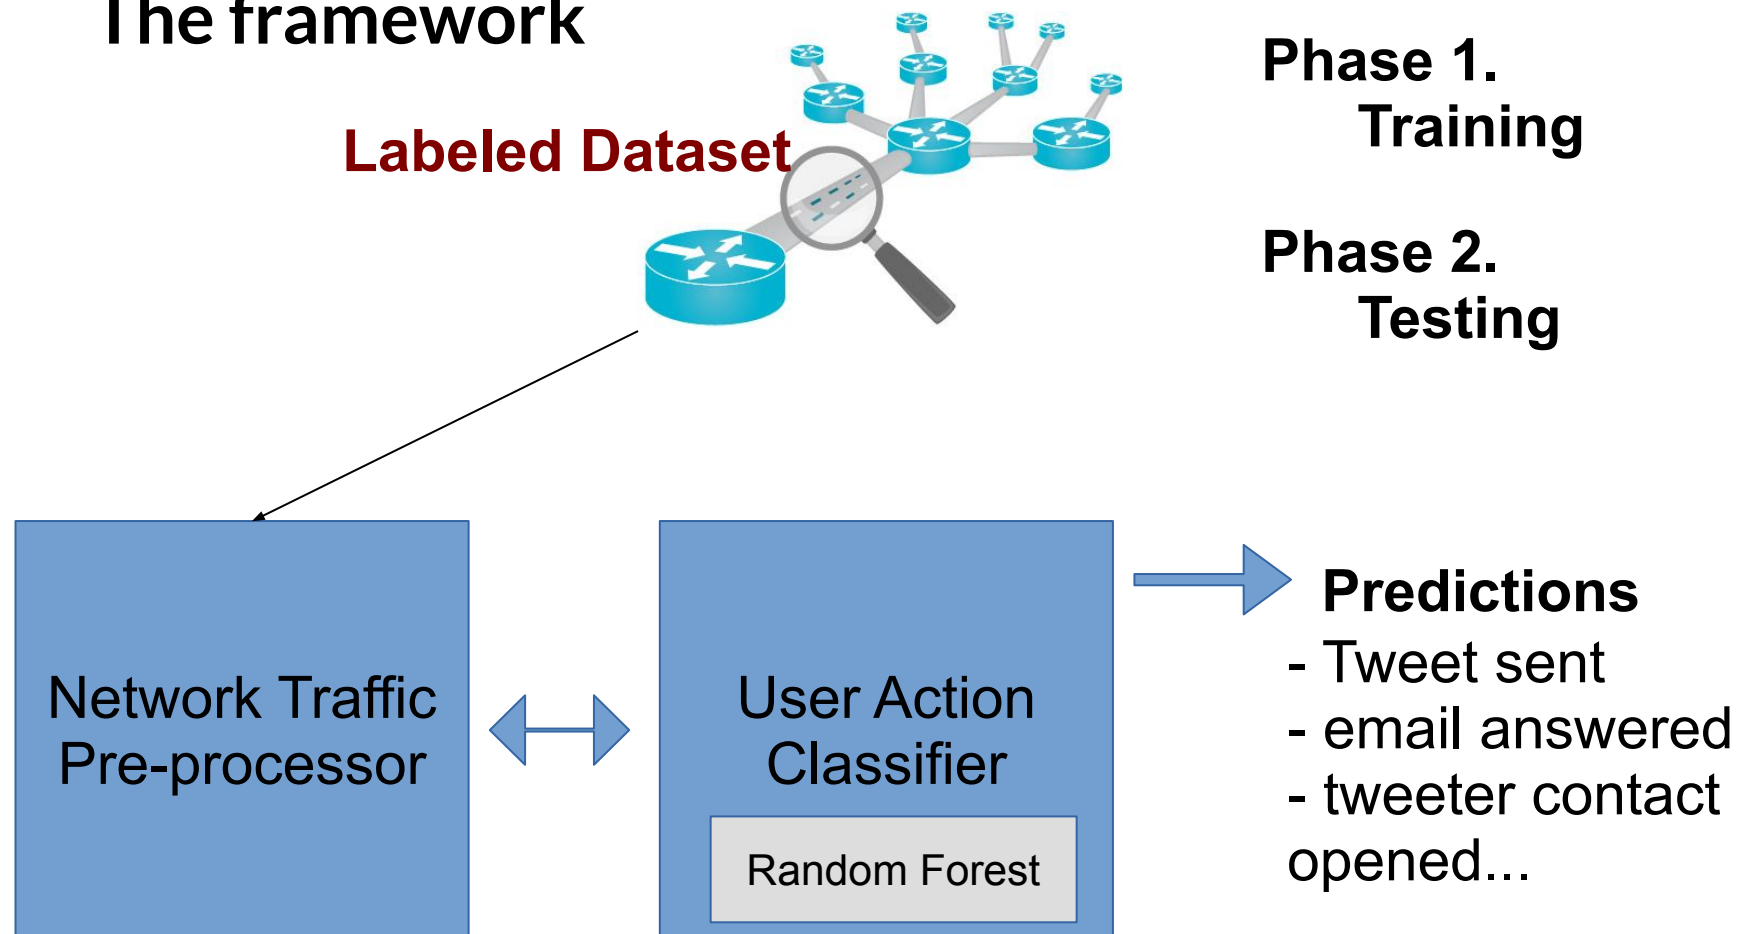 The framework
Labeled Dataset
Phase 1.
Training
Phase 2.
Testing
Network Traffic
Pre-processor
User Action
Classifier
Random Forest
Predictions
- Tweet sent
- email answered
- tweeter contact
opened...